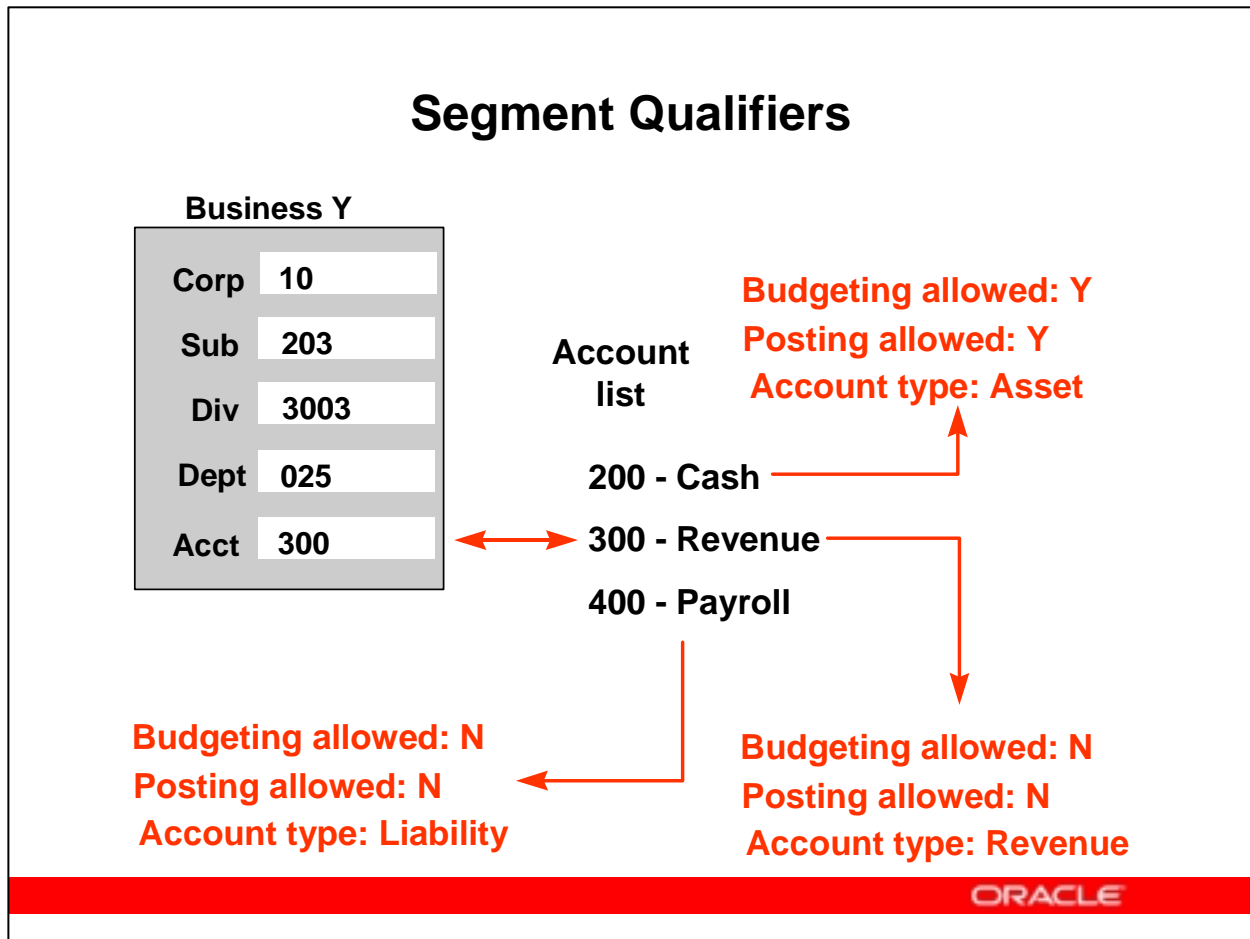 Segment Qualifiers
Business Y
Corp 10
Sub 203
Div 3003
Dept 025
Acct 300
Account
list
200 - Cash
300 - Revenue
400 - Payroll
Budgeting allowed: Y
Posting allowed: Y
Account type: Asset
Budgeting allowed: N
Posting allowed: N
Account type: Liability
Budgeting allowed: N
Posting allowed: N
Account type: Revenue
ORACLE